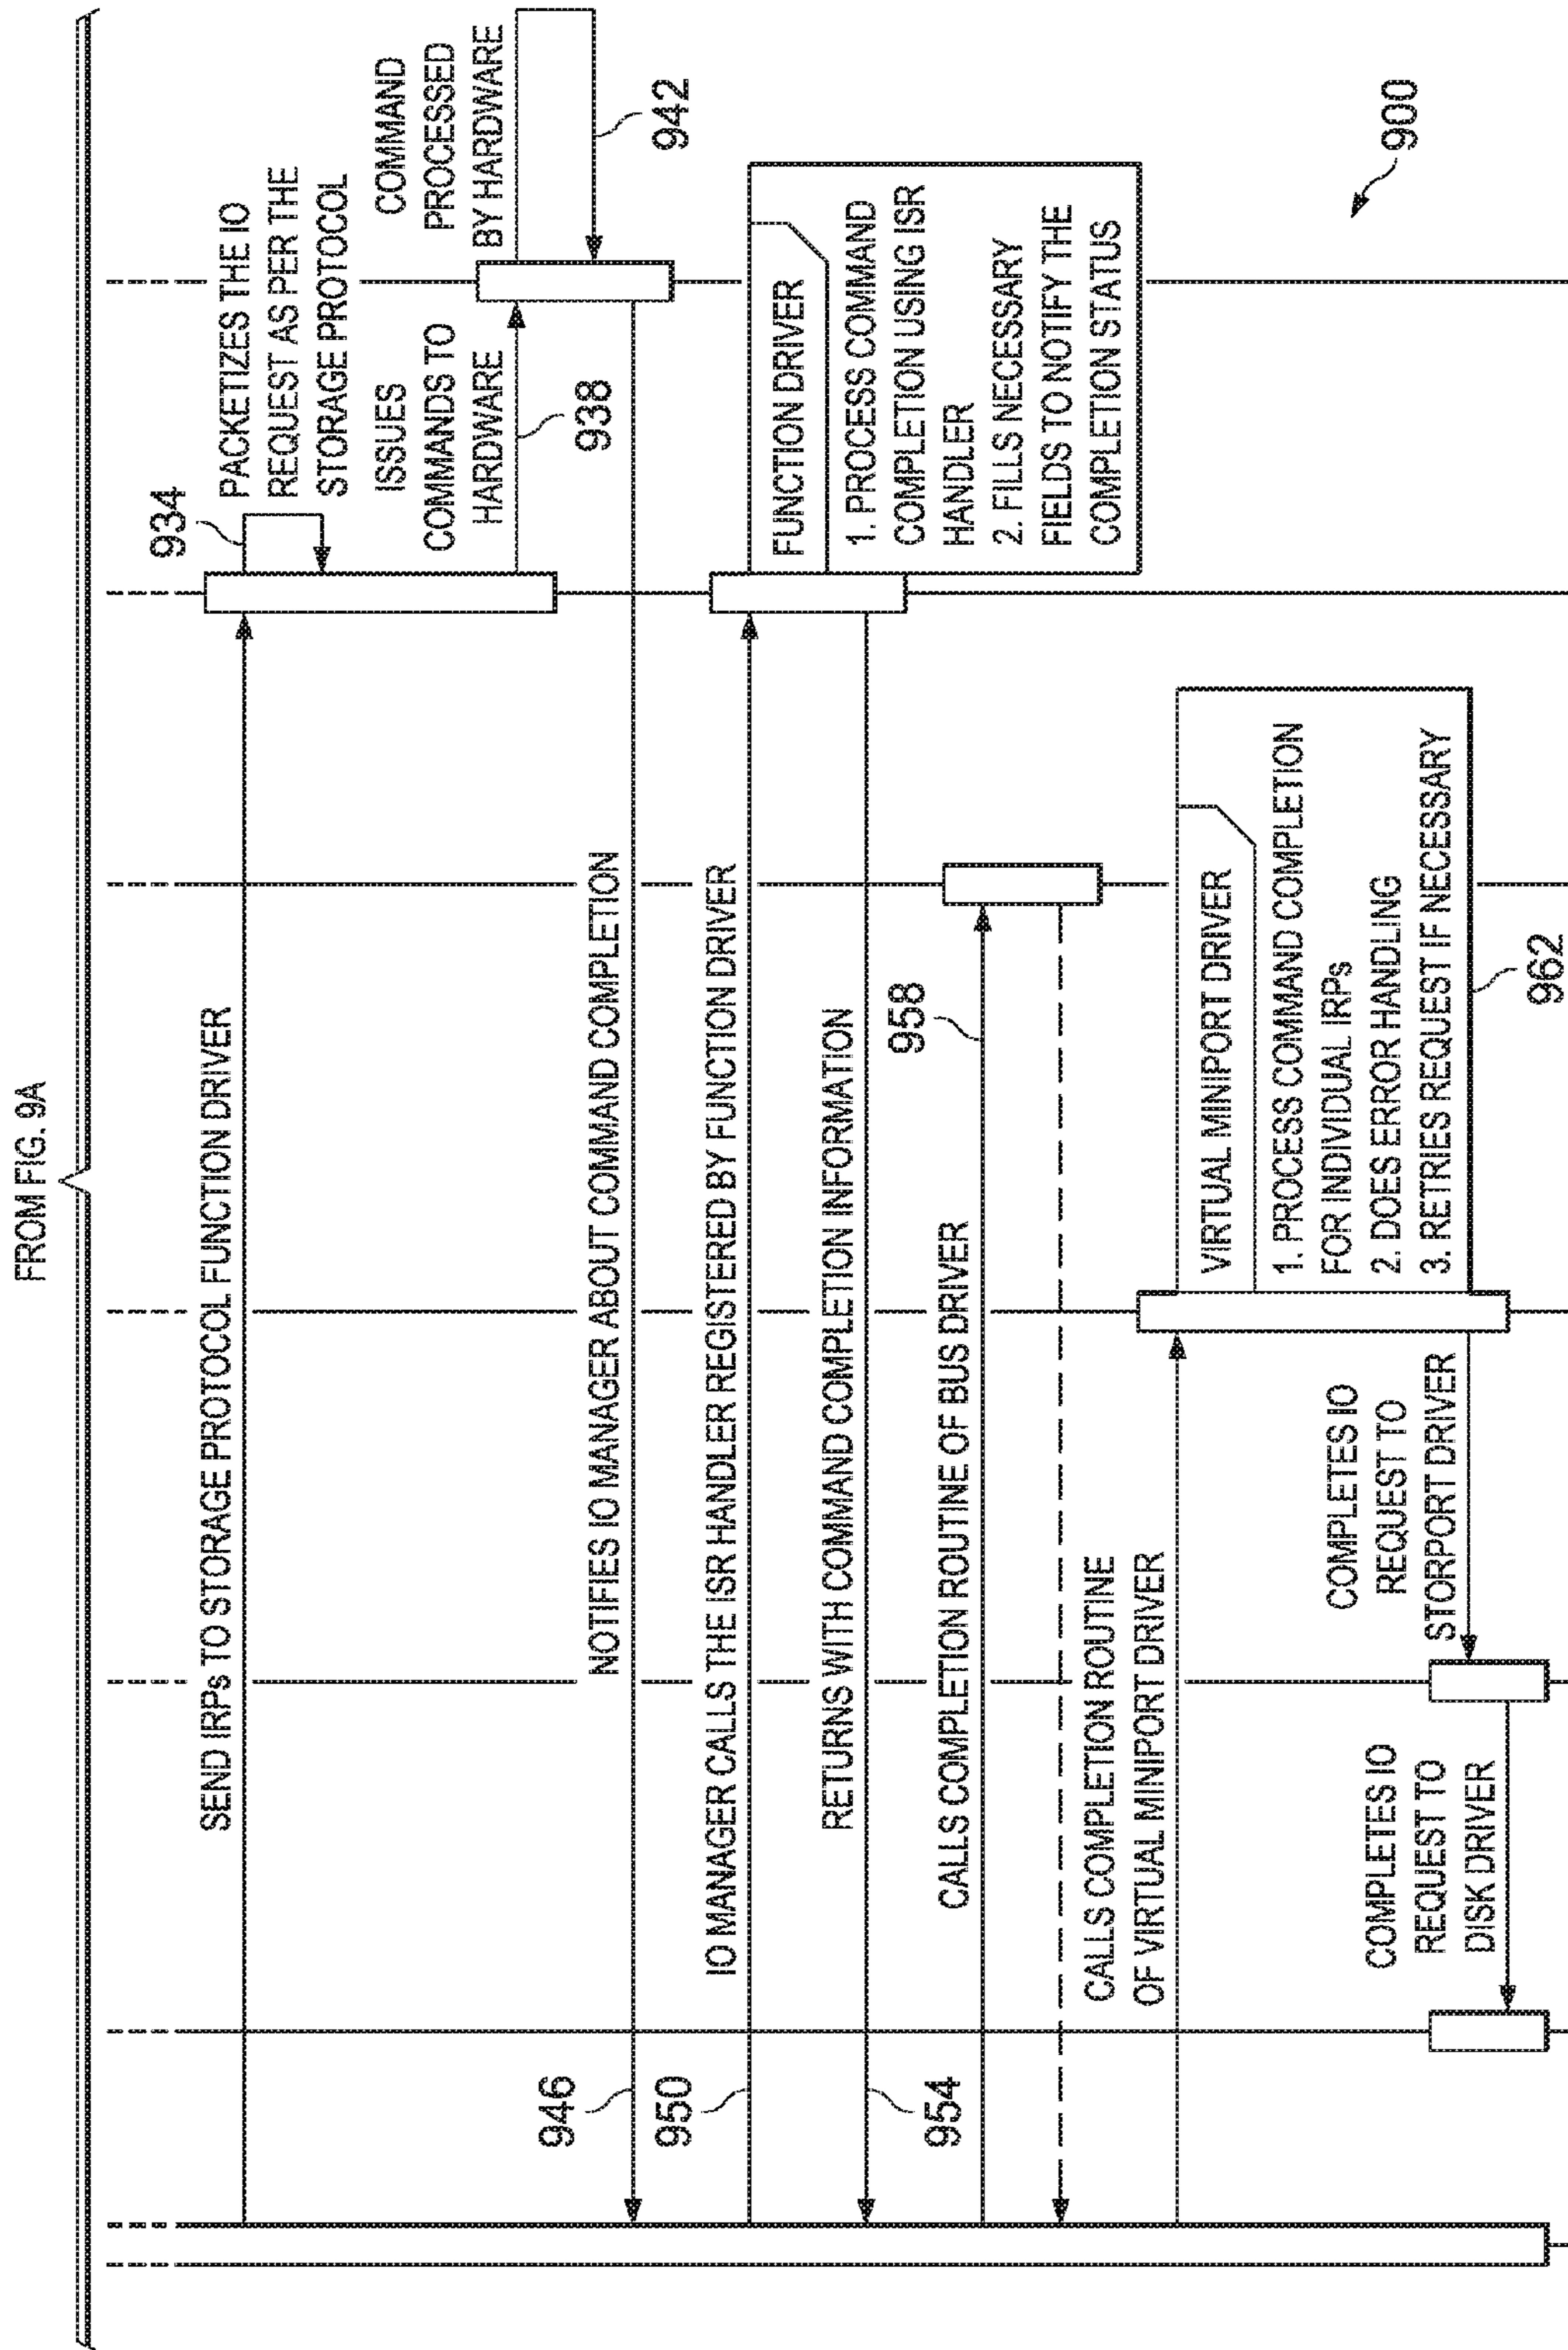 FROM FIG. 9A
SEND IRPs TO STORAGE PROTOCOL FUNCTION DRIVER
934
PACKETIZES THE IO
REQUEST AS PER THE
STORAGE PROTOCOL
ISSUES
COMMANDS TO
HARDWARE
938
COMMAND
PROCESSED
BY HARDWARE
942
NOTIFIES IO MANAGER ABOUT COMMAND COMPLETION
946
IO MANAGER CALLS THE ISR HANDLER REGISTERED BY FUNCTION DRIVER
950
FUNCTION DRIVER
1. PROCESS COMMAND
COMPLETION USING ISR
HANDLER
2. FILLS NECESSARY
FIELDS TO NOTIFY THE
COMPLETION STATUS
RETURNS WITH COMMAND COMPLETION INFORMATION
954
CALLS COMPLETION ROUTINE OF BUS DRIVER
958
CALLS COMPLETION ROUTINE
OF VIRTUAL MINIPORT DRIVER
VIRTUAL MINIPORT DRIVER
1. PROCESS COMMAND COMPLETION
FOR INDIVIDUAL IRPs
2. DOES ERROR HANDLING
3. RETRIES REQUEST IF NECESSARY
962
COMPLETES IO
REQUEST TO
STORPORT DRIVER
COMPLETES IO
REQUEST TO
DISK DRIVER
900